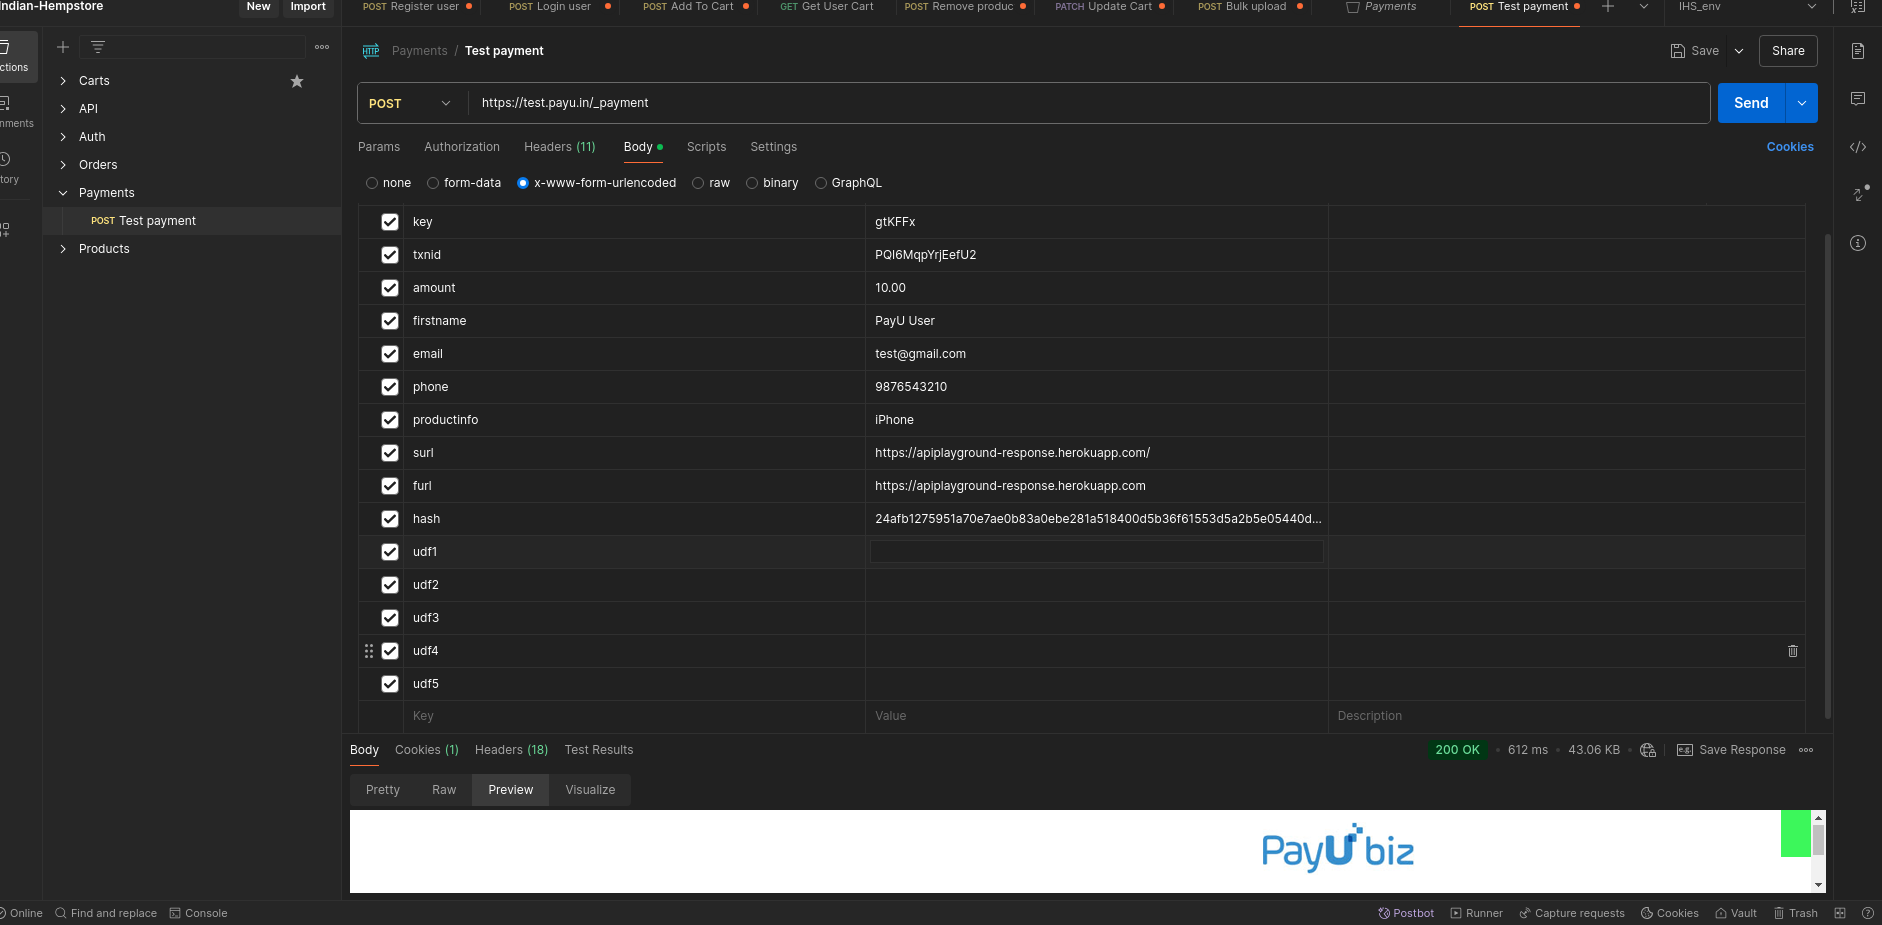 ndian-Hempstore
New
Import
POST Register user
POST Login user
POST Add To Cart
GET Get User Cart
POST Remove produc
PATCH Update Cart
POST Bulk upload
Payments
POST Test payment
IHS_env
ctions
nments
tory
Carts
API
Auth
Orders
Payments
POST Test payment
Products
HTTP Payments / Test payment
Save
Share
POST https://test.payu.in/_payment
Send
Params Authorization Headers (11) Body Scripts Settings
Cookies
none form-data x-www-form-urlencoded raw binary GraphQL
key gtKFFx
txnid PQI6MqpYrjEefU2
amount 10.00
firstname PayU User
email test@gmail.com
phone 9876543210
productinfo iPhone
surl https://apiplayground-response.herokuapp.com/
furl https://apiplayground-response.herokuapp.com
hash 24afb1275951a70e7ae0b83a0ebe281a518400d5b36f61553d5a2b5e05440d...
udf1
udf2
udf3
udf4
udf5
Key Value Description
Body Cookies (1) Headers (18) Test Results
200 OK • 612 ms • 43.06 KB •
e.g. Save Response
Pretty Raw Preview Visualize
PayU biz
Online Find and replace Console
Postbot Runner Capture requests Cookies Vault Trash